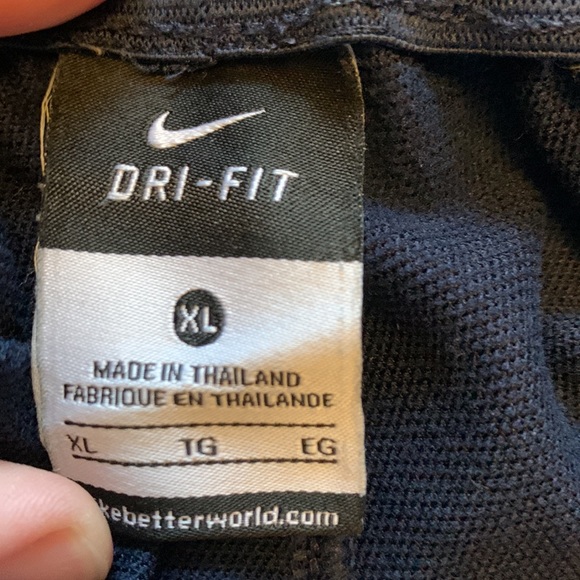 DRI-FIT
XL
MADE IN THAILAND
FABRIQUE EN THAILANDE
XL TG EG
kebetterworld.com